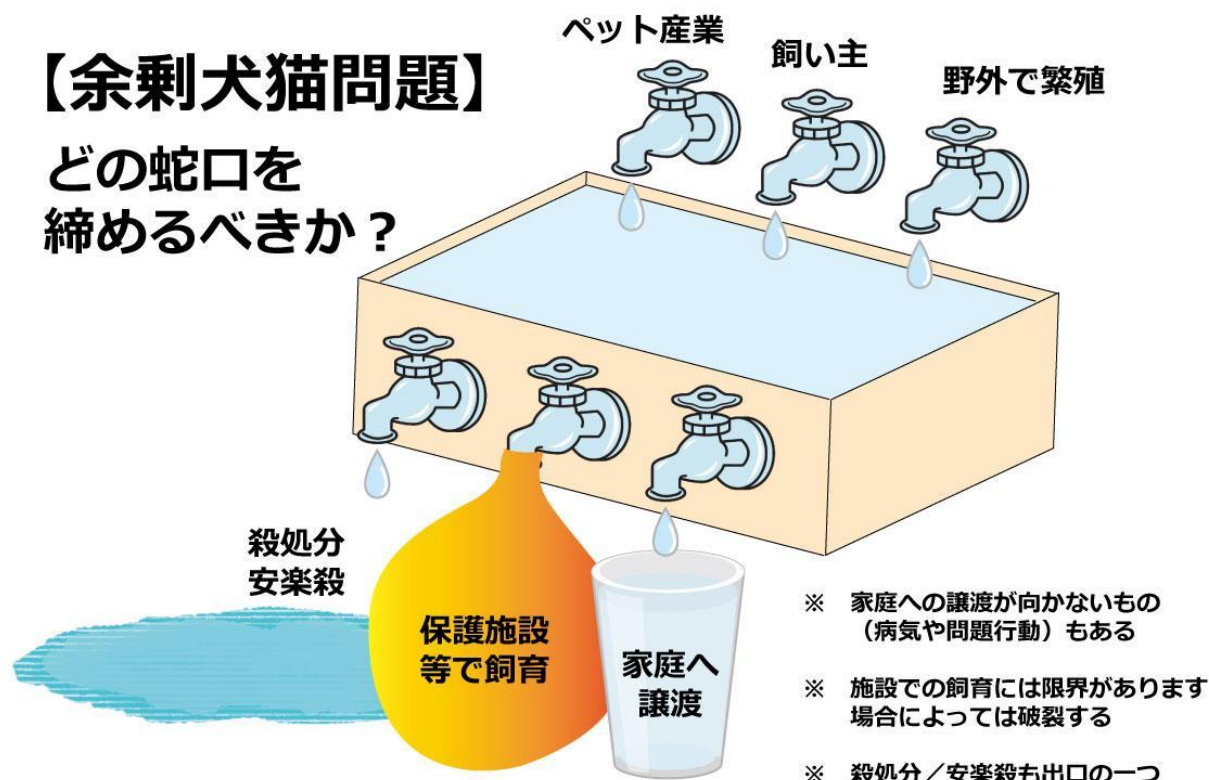 【余剰犬猫問題】
どの蛇口を
締めるべきか？
ペット産業
飼い主
野外で繁殖
殺処分
安楽殺
保護施設
等で飼育
家庭へ
譲渡
※ 家庭への譲渡が向かないもの
（病気や問題行動）もある
※ 施設での飼育には限界があります
場合によっては破裂する
※ 殺処分／安楽殺も出口の一つ